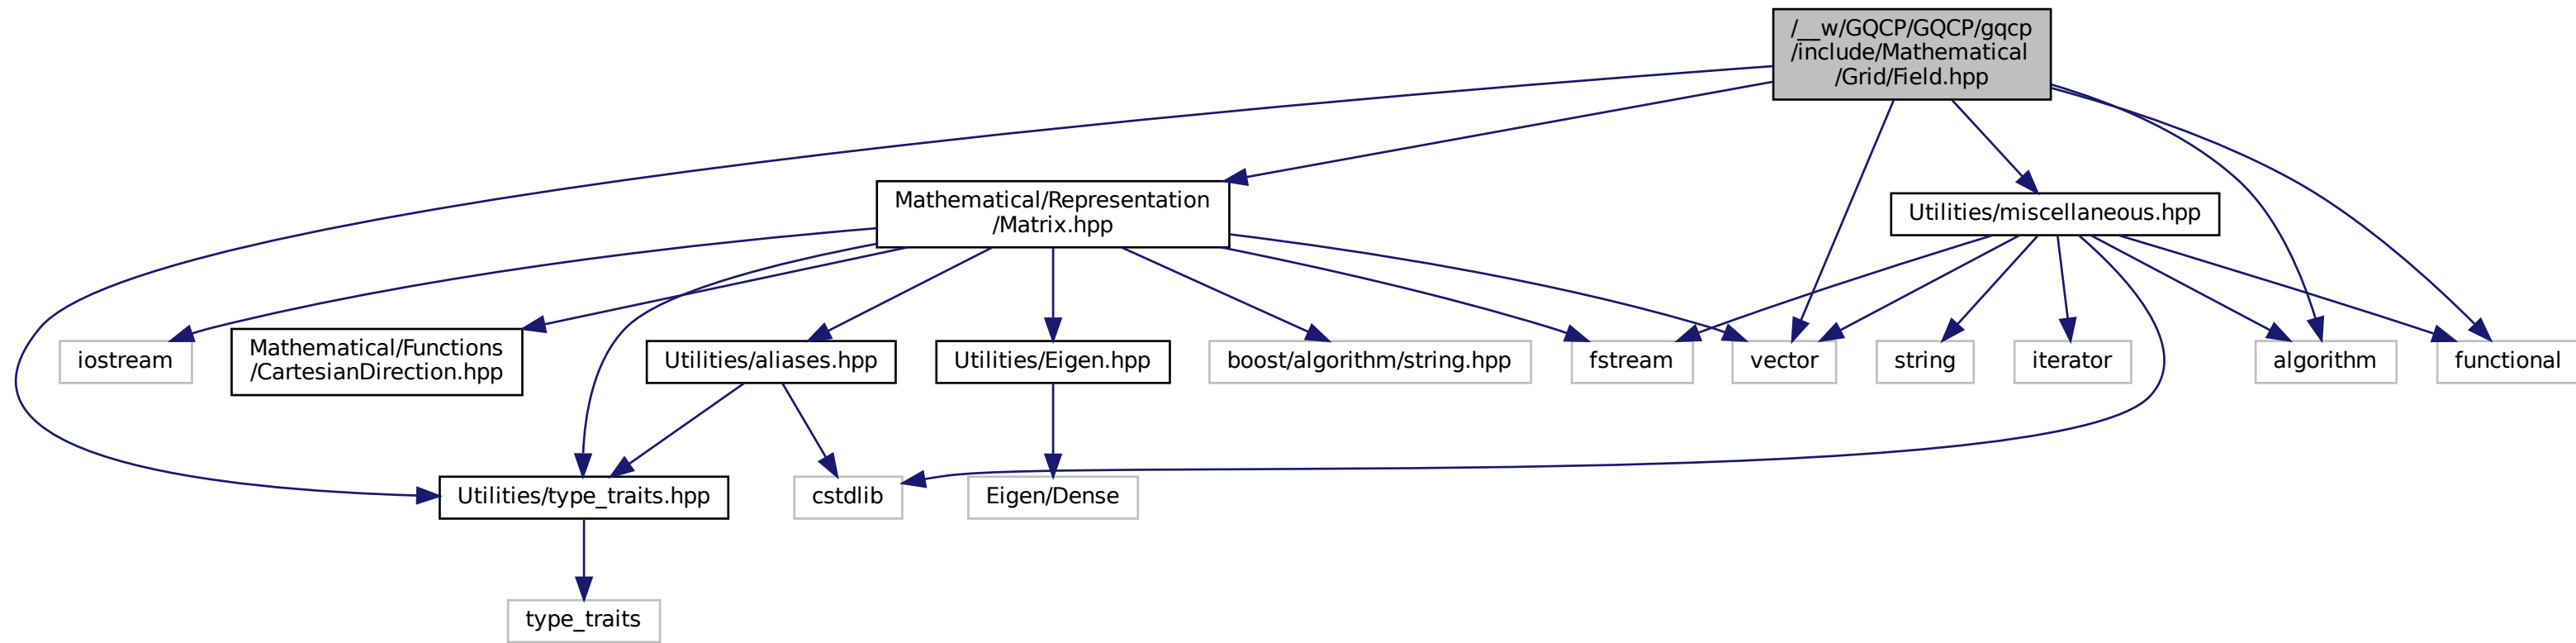 /__w/GQCP/GQCP/gqcp
/include/Mathematical
/Grid/Field.hpp
Mathematical/Representation
/Matrix.hpp
Utilities/miscellaneous.hpp
iostream
Mathematical/Functions
/CartesianDirection.hpp
Utilities/aliases.hpp
Utilities/Eigen.hpp
boost/algorithm/string.hpp
fstream
vector
string
iterator
algorithm
functional
Utilities/type_traits.hpp
cstdlib
Eigen/Dense
type_traits